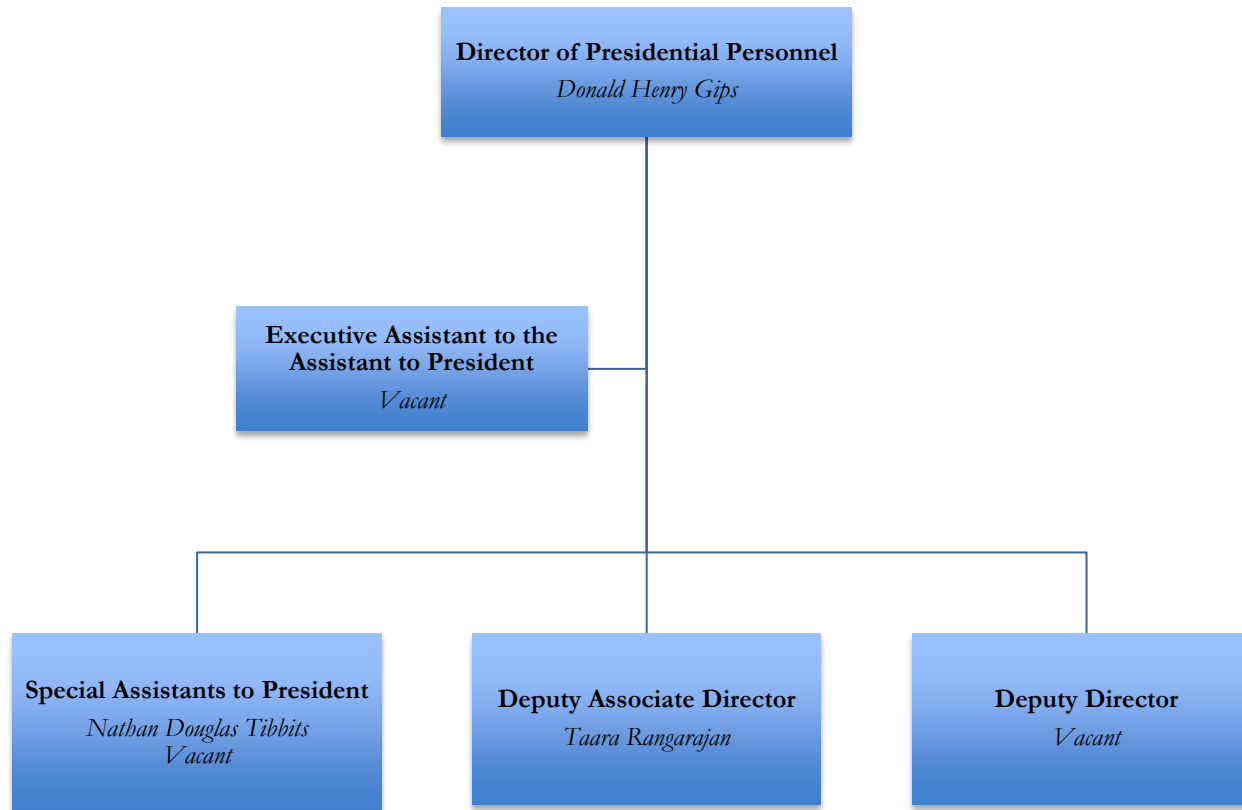 Director of Presidential Personnel
Donald Henry Gips
Executive Assistant to the
Assistant to President
Vacant
Special Assistants to President
Nathan Douglas Tibbits
Vacant
Deputy Associate Director
Taara Rangarajan
Deputy Director
Vacant